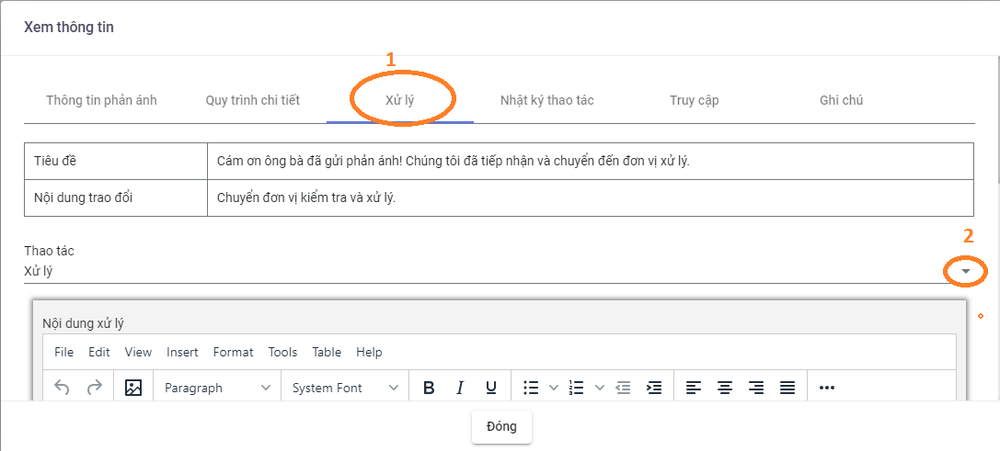 Xem thông tin
1
Thông tin phản ánh Quy trình chi tiết Xử lý Nhật ký thao tác Truy cập Ghi chú
Tiêu đề Cám ơn ông bà đã gửi phản ánh! Chúng tôi đã tiếp nhận và chuyển đến đơn vị xử lý.
Nội dung trao đổi Chuyển đơn vị kiểm tra và xử lý.
2
Thao tác
Xử lý
Nội dung xử lý
File Edit View Insert Format Tools Table Help
Paragraph System Font B I U
Đóng